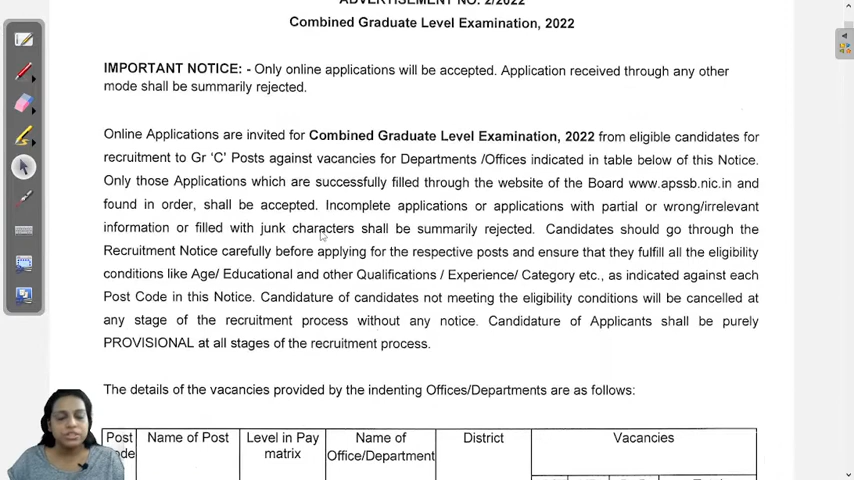 ADVERTISEMENT NO. 2/2022
Combined Graduate Level Examination, 2022
IMPORTANT NOTICE: - Only online applications will be accepted. Application received through any other
mode shall be summarily rejected.
Online Applications are invited for Combined Graduate Level Examination, 2022 from eligible candidates for
recruitment to Gr 'C' Posts against vacancies for Departments /Offices indicated in table below of this Notice.
Only those Applications which are successfully filled through the website of the Board www.apssb.nic.in and
found in order, shall be accepted. Incomplete applications or applications with partial or wrong/irrelevant
information or filled with junk characters shall be summarily rejected. Candidates should go through the
Recruitment Notice carefully before applying for the respective posts and ensure that they fulfill all the eligibility
conditions like Age/ Educational and other Qualifications / Experience/ Category etc., as indicated against each
Post Code in this Notice. Candidature of candidates not meeting the eligibility conditions will be cancelled at
any stage of the recruitment process without any notice. Candidature of Applicants shall be purely
PROVISIONAL at all stages of the recruitment process.
The details of the vacancies provided by the indenting Offices/Departments are as follows:
Post Name of Post Level in Pay Name of District Vacancies
matrix Office/Department